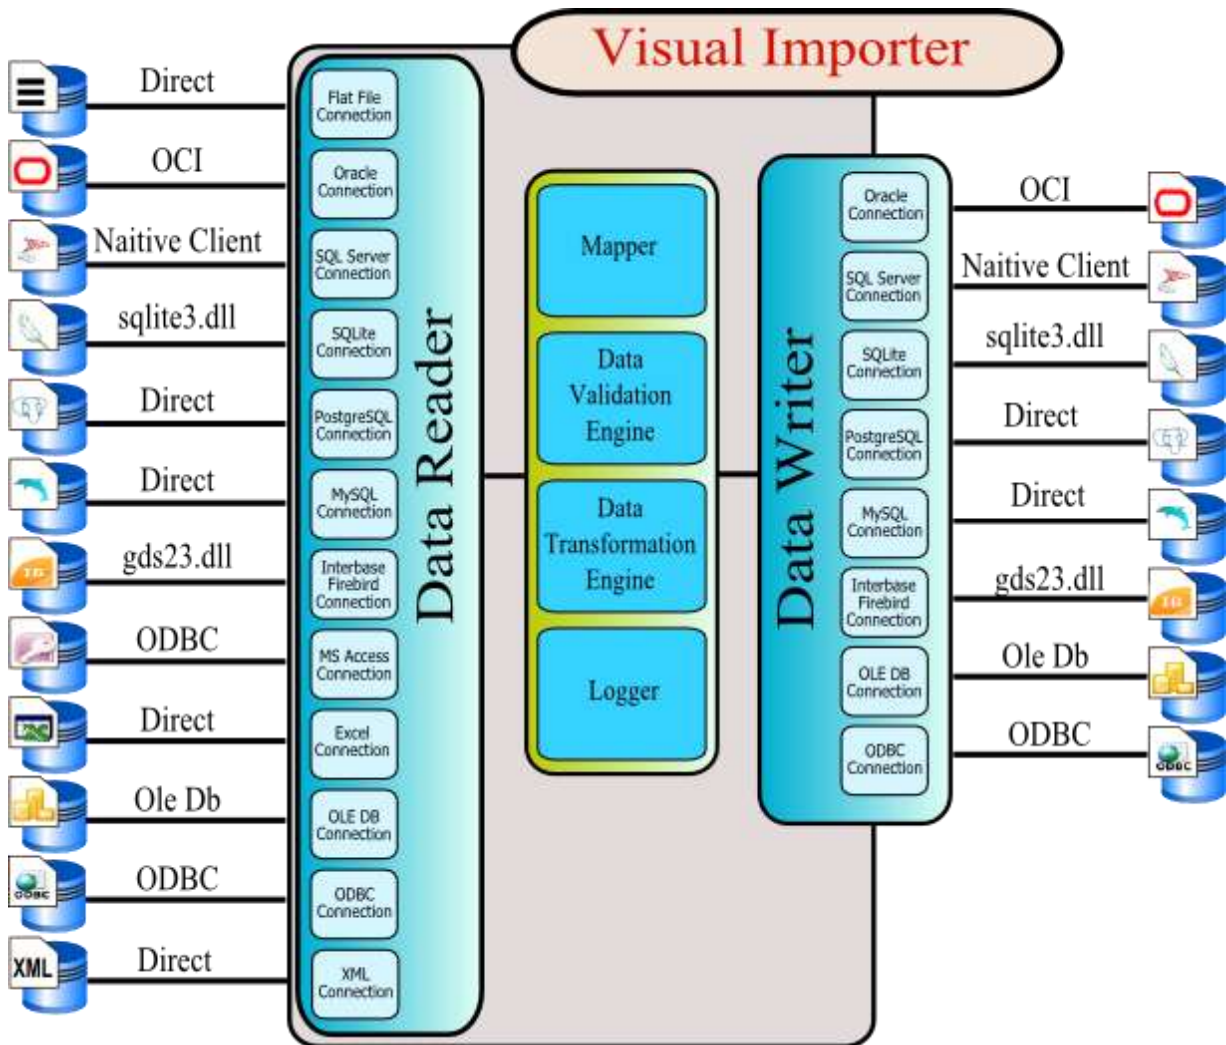 Visual Importer
Direct
OCI
Naitive Client
sqlite3.dll
Direct
Direct
gds23.dll
ODBC
Direct
Ole Db
ODBC
Direct
XML
ODBC
Flat File
Connection
Oracle
Connection
SQL Server
Connection
SQLite
Connection
PostgreSQL
Connection
MySQL
Connection
Interbase
Firebird
Connection
MS Access
Connection
Excel
Connection
OLE DB
Connection
ODBC
Connection
XML
Connection
Data Reader
Mapper
Data
Validation
Engine
Data
Transformation
Engine
Logger
Data Writer
Oracle
Connection
SQL Server
Connection
SQLite
Connection
PostgreSQL
Connection
MySQL
Connection
Interbase
Firebird
Connection
OLE DB
Connection
ODBC
Connection
OCI
Naitive Client
sqlite3.dll
Direct
Direct
gds23.dll
Ole Db
ODBC
ODBC